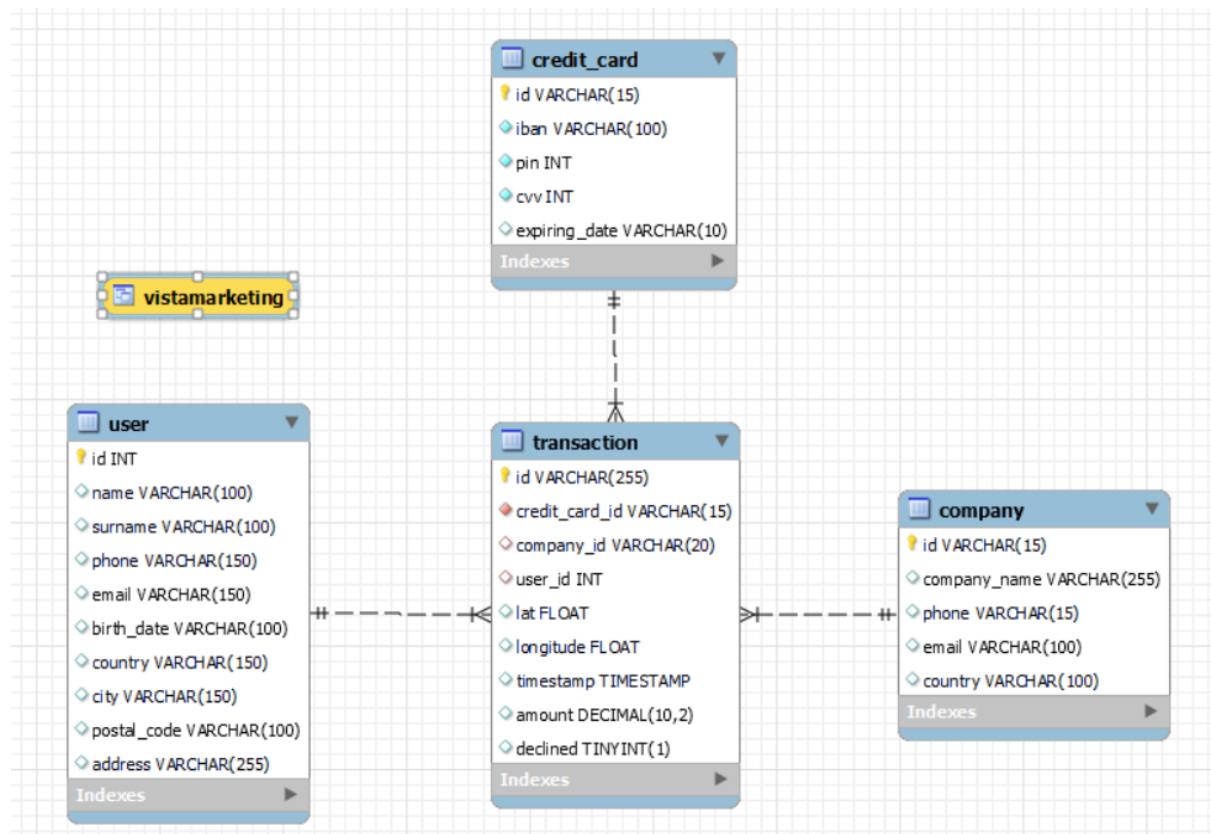 credit_card
id VARCHAR(15)
iban VARCHAR(100)
pin INT
cvv INT
expiring_date VARCHAR(10)
Indexes
vistamarketing
user
id INT
name VARCHAR(100)
surname VARCHAR(100)
phone VARCHAR(150)
email VARCHAR(150)
birth_date VARCHAR(100)
country VARCHAR(150)
city VARCHAR(150)
postal_code VARCHAR(100)
address VARCHAR(255)
Indexes
transaction
id VARCHAR(255)
credit_card_id VARCHAR(15)
company_id VARCHAR(20)
user_id INT
lat FLOAT
longitude FLOAT
timestamp TIMESTAMP
amount DECIMAL(10,2)
declined TINYINT(1)
Indexes
company
id VARCHAR(15)
company_name VARCHAR(255)
phone VARCHAR(15)
email VARCHAR(100)
country VARCHAR(100)
Indexes